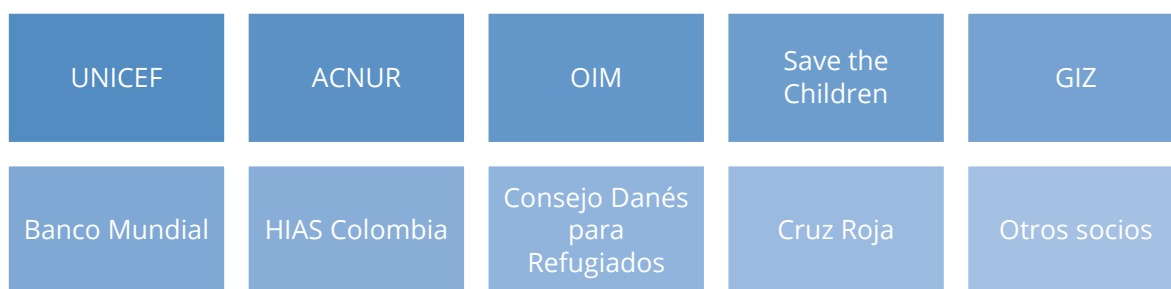 UNICEF
ACNUR
OIM
Save the
Children
GIZ
Banco Mundial
HIAS Colombia
Consejo Danés
para
Refugiados
Cruz Roja
Otros socios